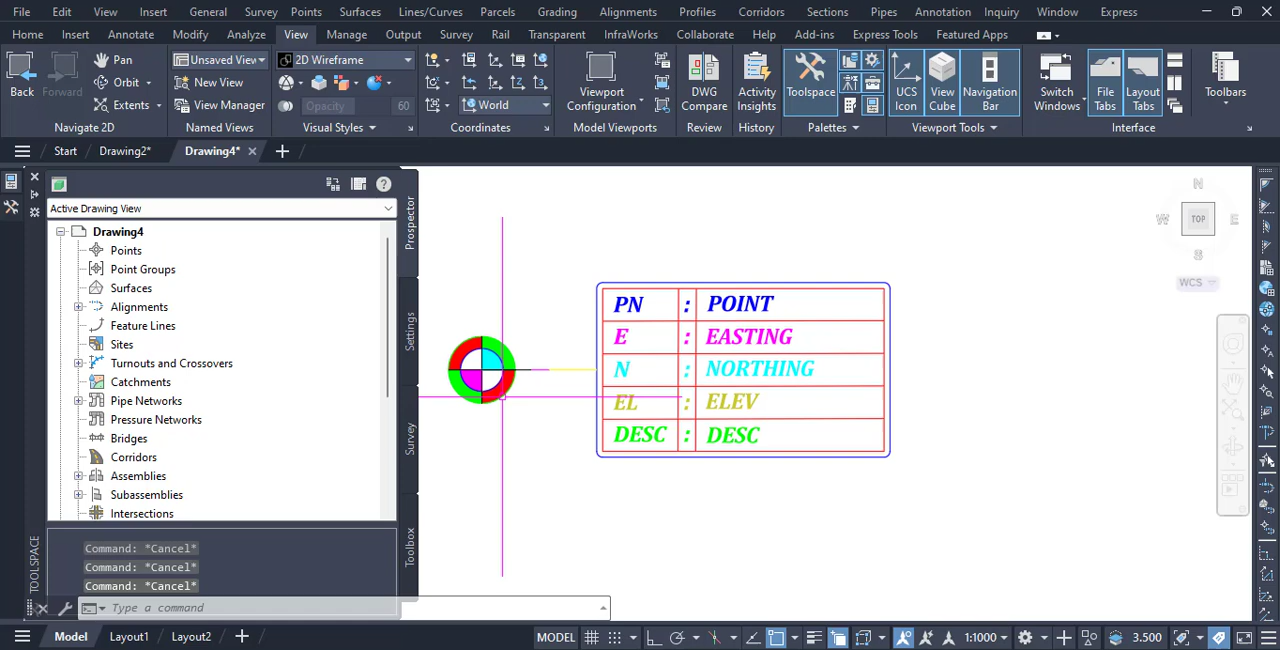 File Edit View Insert General Survey Points Surfaces Lines/Curves Parcels Grading Alignments Profiles Corridors Sections Pipes Annotation Inquiry Window Express
Home Insert Annotate Modify Analyze View Manage Output Survey Rail Transparent InfraWorks Collaborate Help Add-ins Express Tools Featured Apps
Back
Forward
Pan
Orbit
Extents
Navigate 2D
Unsaved View
New View
View Manager
Named Views
2D Wireframe
Opacity 60
Visual Styles
World
Coordinates
Viewport
Configuration
Model Viewports
DWG
Compare
Review
Activity
Insights
History
Toolspace
Palettes
UCS
Icon
View
Cube
Navigation
Bar
Viewport Tools
Switch
Windows
File
Tabs
Layout
Tabs
Interface
Toolbars
Start Drawing2* Drawing4*
Active Drawing View
Drawing4
Points
Point Groups
Surfaces
Alignments
Feature Lines
Sites
Turnouts and Crossovers
Catchments
Pipe Networks
Pressure Networks
Bridges
Corridors
Assemblies
Subassemblies
Intersections
Prospector
Settings
Survey
Toolbox
TOOLSPACE
PN : POINT
E : EASTING
N : NORTHING
EL : ELEV
DESC : DESC
N
W TOP E
S
WCS
Command: *Cancel*
Command: *Cancel*
Command: *Cancel*
Type a command
Model Layout1 Layout2
MODEL 1:1000 3.500